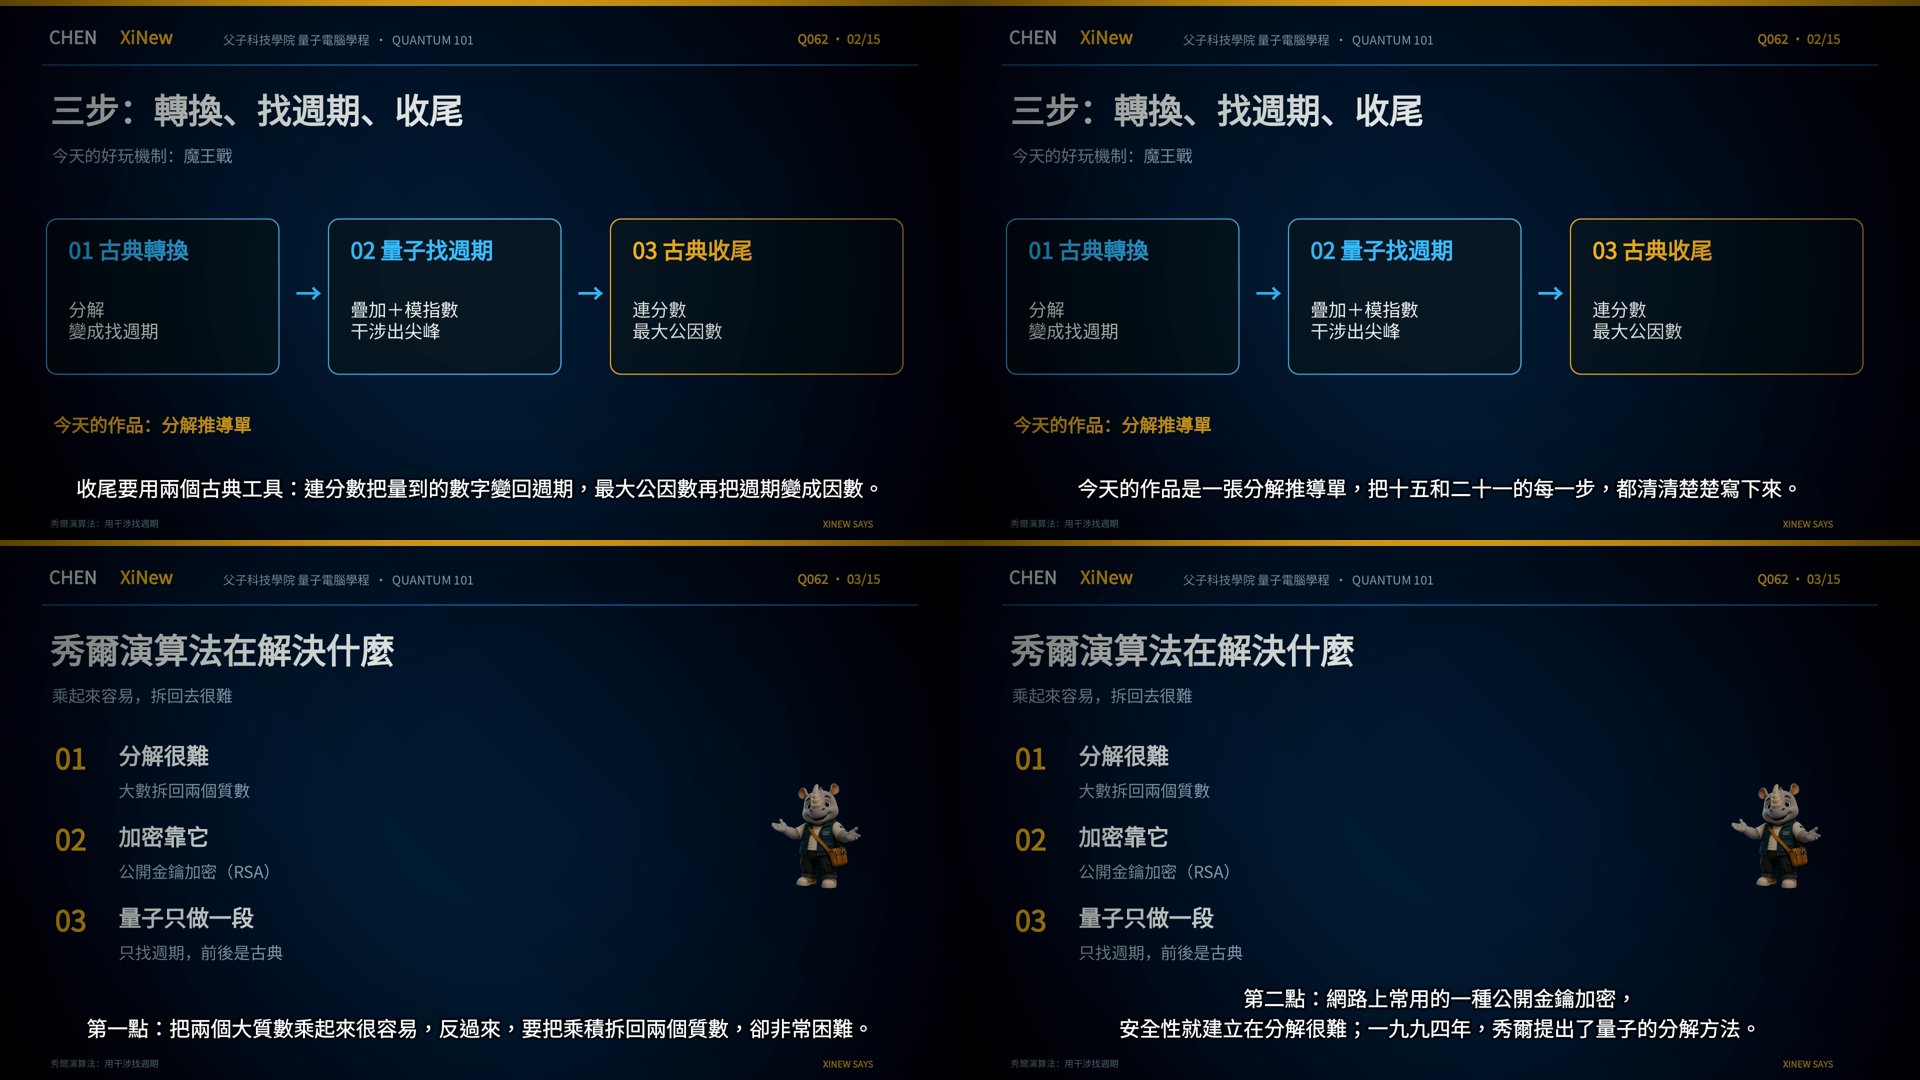 CHEN XiNew 父子科技學院 量子電腦學程 · QUANTUM 101 Q062 · 02/15
三步：轉換、找週期、收尾
今天的好玩機制：魔王戰
01 古典轉換
分解
變成找週期
→
02 量子找週期
疊加＋模指數
干涉出尖峰
→
03 古典收尾
連分數
最大公因數
今天的作品：分解推導單
收尾要用兩個古典工具：連分數把量到的數字變回週期，最大公因數再把週期變成因數。
秀爾演算法：用干涉找週期 XINEW SAYS
CHEN XiNew 父子科技學院 量子電腦學程 · QUANTUM 101 Q062 · 02/15
三步：轉換、找週期、收尾
今天的好玩機制：魔王戰
01 古典轉換
分解
變成找週期
→
02 量子找週期
疊加＋模指數
干涉出尖峰
→
03 古典收尾
連分數
最大公因數
今天的作品：分解推導單
今天的作品是一張分解推導單，把十五和二十一的每一步，都清清楚楚寫下來。
秀爾演算法：用干涉找週期 XINEW SAYS
CHEN XiNew 父子科技學院 量子電腦學程 · QUANTUM 101 Q062 · 03/15
秀爾演算法在解決什麼
乘起來容易，拆回去很難
01 分解很難
大數拆回兩個質數
02 加密靠它
公開金鑰加密（RSA）
03 量子只做一段
只找週期，前後是古典
第一點：把兩個大質數乘起來很容易，反過來，要把乘積拆回兩個質數，卻非常困難。
秀爾演算法：用干涉找週期 XINEW SAYS
CHEN XiNew 父子科技學院 量子電腦學程 · QUANTUM 101 Q062 · 03/15
秀爾演算法在解決什麼
乘起來容易，拆回去很難
01 分解很難
大數拆回兩個質數
02 加密靠它
公開金鑰加密（RSA）
03 量子只做一段
只找週期，前後是古典
第二點：網路上常用的一種公開金鑰加密，
安全性就建立在分解很難；一九九四年，秀爾提出了量子的分解方法。
秀爾演算法：用干涉找週期 XINEW SAYS